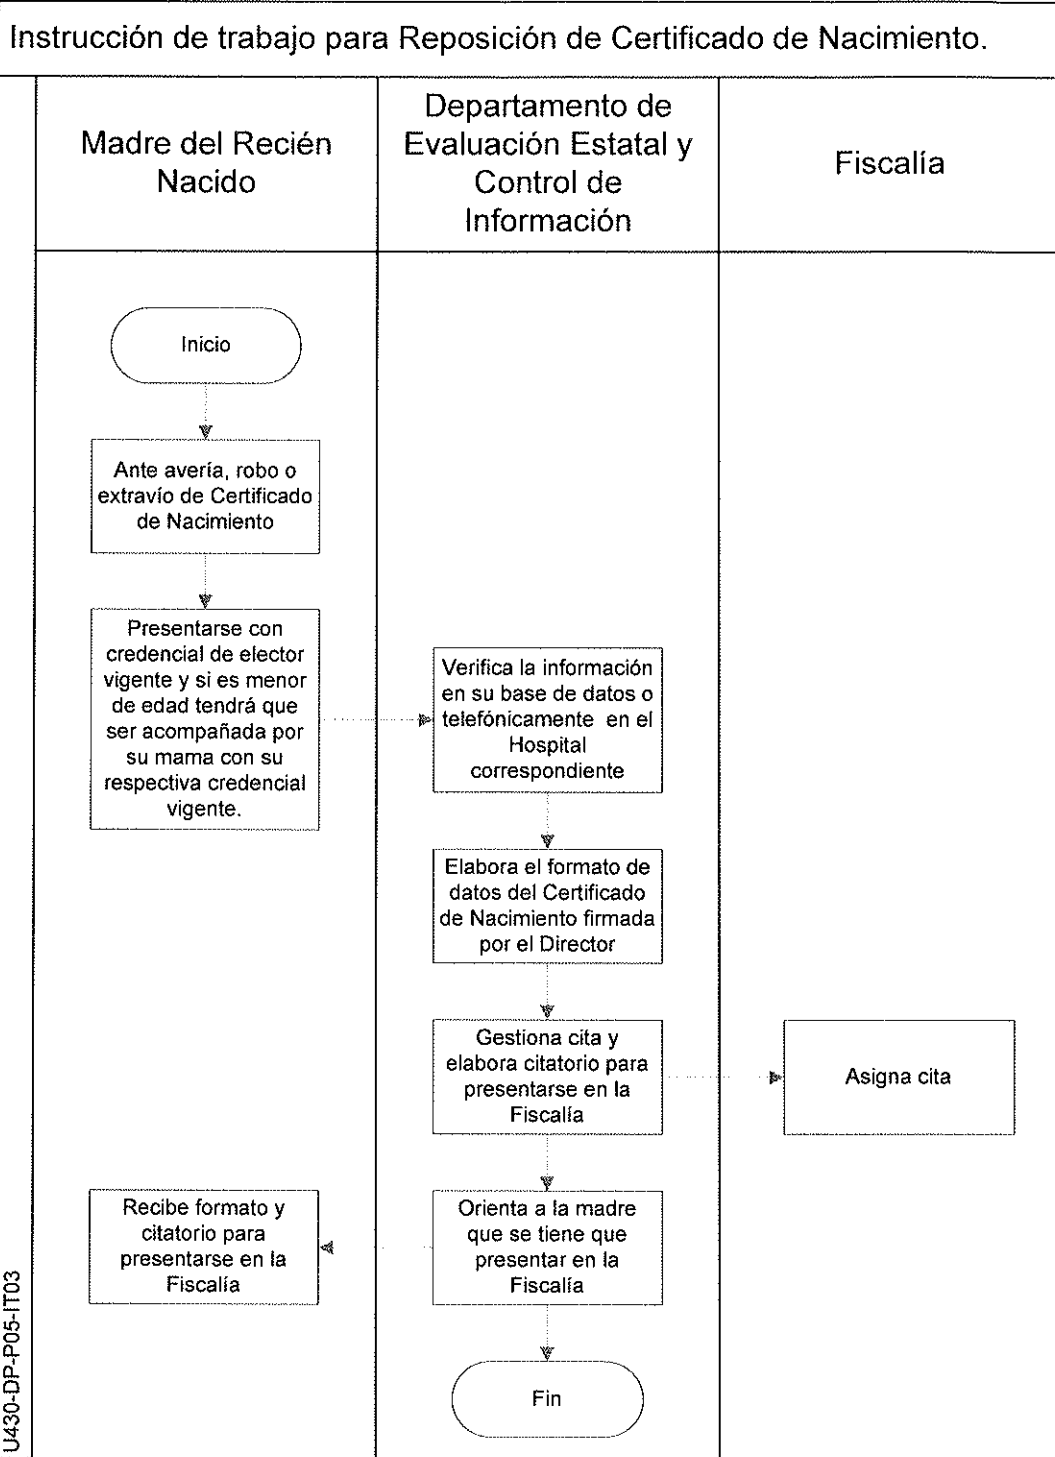 Instrucción de trabajo para Reposición de Certificado de Nacimiento.
Madre del Recién
Nacido
Departamento de
Evaluación Estatal y
Control de
Información
Fiscalía
Inicio
Ante avería, robo o
extravío de Certificado
de Nacimiento
Presentarse con
credencial de elector
vigente y si es menor
de edad tendrá que
ser acompañada por
su mama con su
respectiva credencial
vigente.
Verifica la información
en su base de datos o
telefónicamente en el
Hospital
correspondiente
Elabora el formato de
datos del Certificado
de Nacimiento firmada
por el Director
Gestiona cita y
elabora citatorio para
presentarse en la
Fiscalía
Asigna cita
Orienta a la madre
que se tiene que
presentar en la
Fiscalía
Recibe formato y
citatorio para
presentarse en la
Fiscalía
Fin
U430-DP-P05-IT03